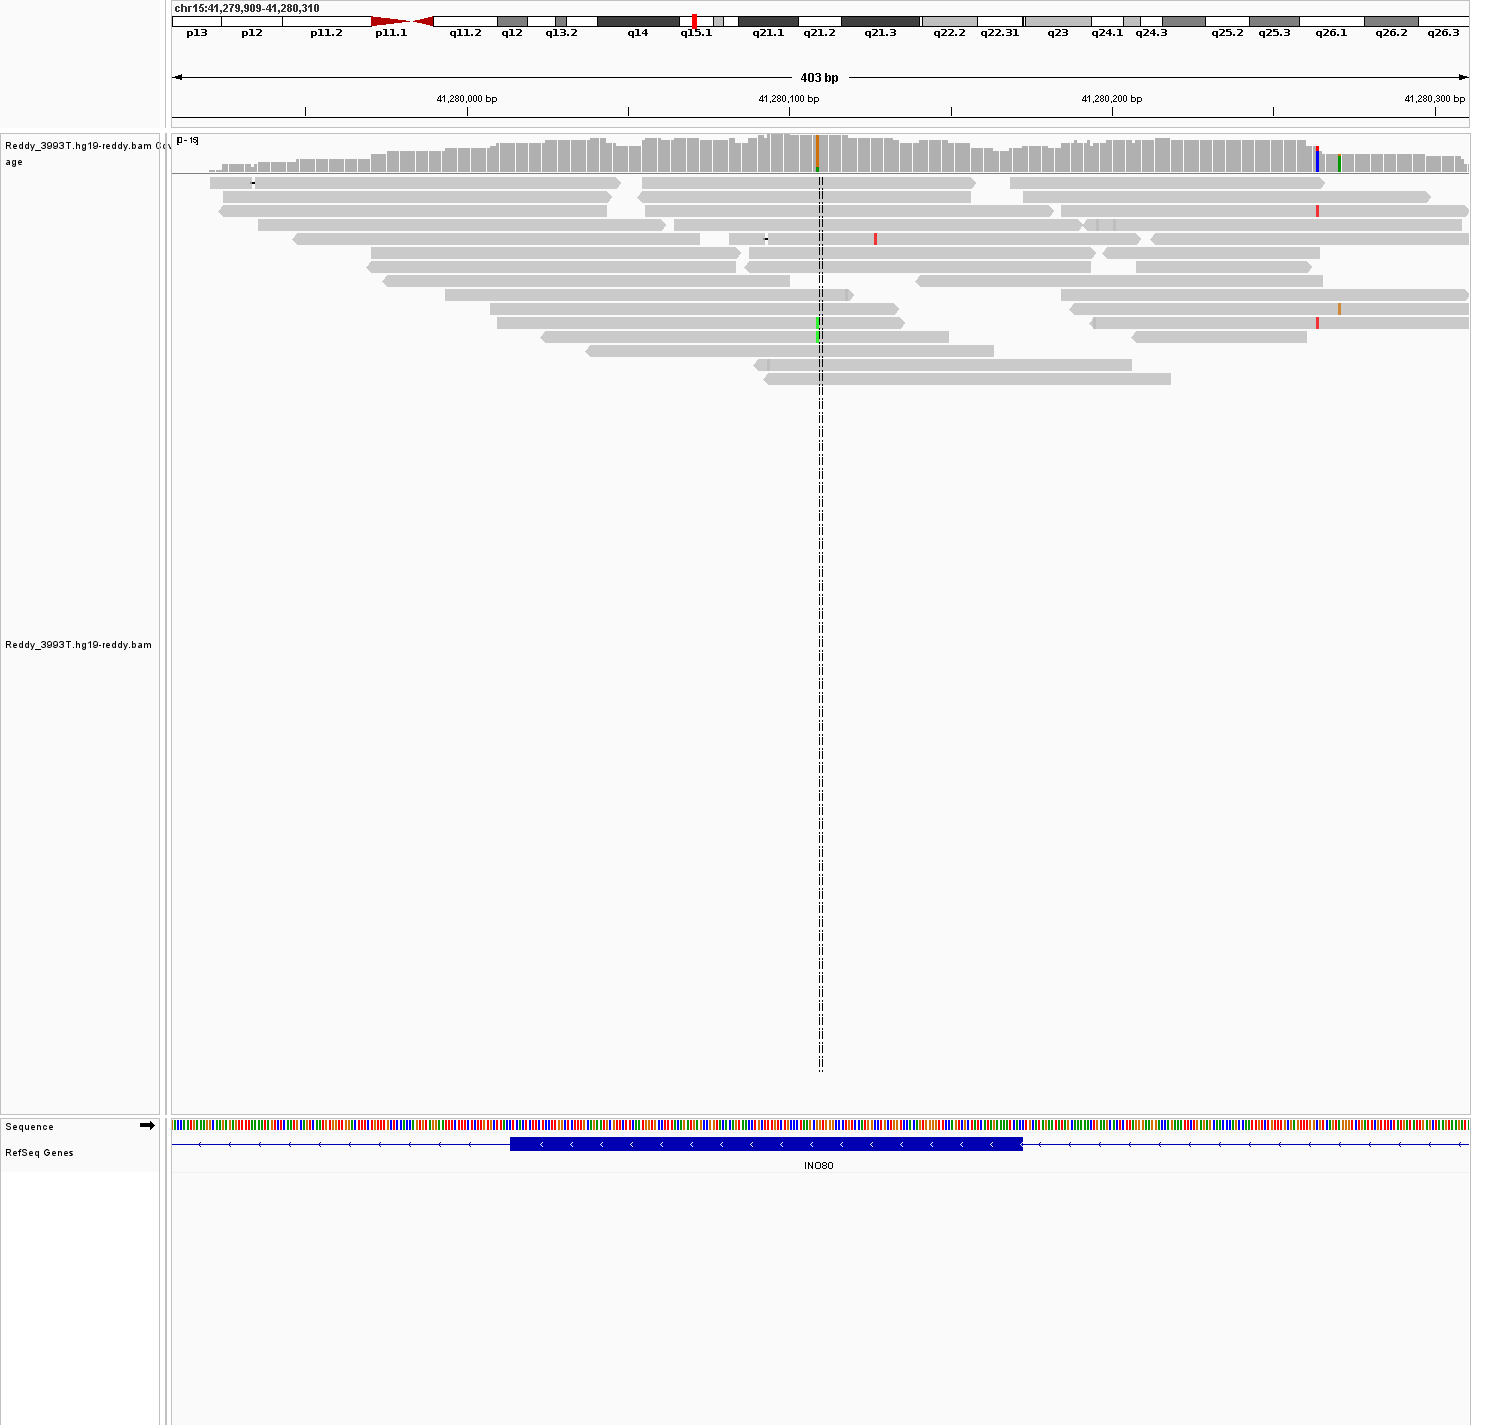 chr15:41,279,909-41,280,310
p13 p12 p11.2 p11.1 q11.2 q12 q13.2 q14 q15.1 q21.1 q21.2 q21.3 q22.2 q22.31 q23 q24.1 q24.3 q25.2 q25.3 q26.1 q26.2 q26.3
403 bp
41,280,000 bp 41,280,100 bp 41,280,200 bp 41,280,300 bp
Reddy_3993T.hg19-reddy.bam Cov
age
[0 - 19]
Reddy_3993T.hg19-reddy.bam
Sequence
RefSeq Genes
INO80